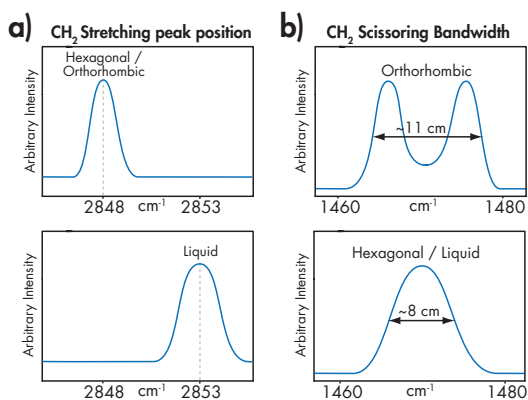 a) CH₂ Stretching peak position
Hexagonal /
Orthorhombic
Arbitrary Intensity
2848 cm⁻¹ 2853
Liquid
Arbitrary Intensity
2848 cm⁻¹ 2853
b) CH₂ Scissoring Bandwidth
Orthorhombic
~11 cm
Arbitrary Intensity
1460 cm⁻¹ 1480
Hexagonal / Liquid
~8 cm
Arbitrary Intensity
1460 cm⁻¹ 1480